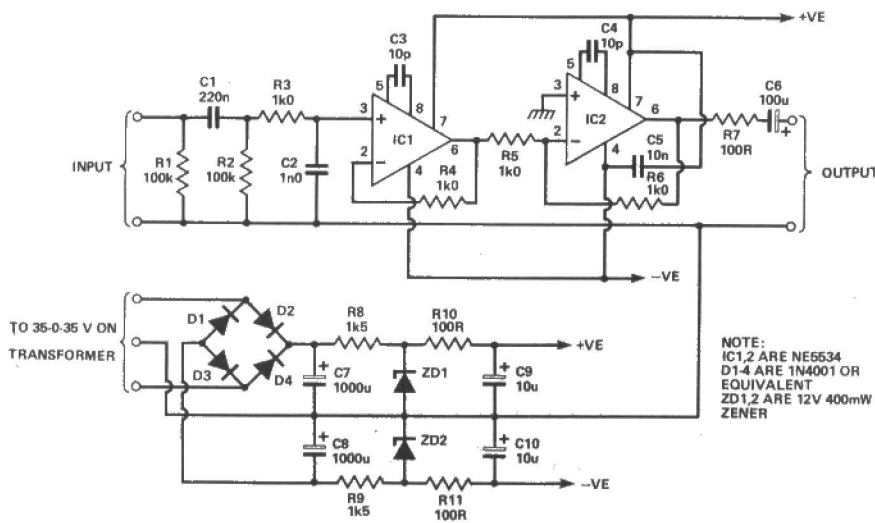 +VE
C4
10p
C3
10p
C6
100u
+
C1
220n
R3
1k0
5
8
7
3
+
IC1
2
−
6
4
5
8
7
3
+
IC2
2
−
6
4
R7
100R
INPUT
R1
100k
R2
100k
C2
1n0
R4
1k0
R5
1k0
C5
10n
R6
1k0
OUTPUT
−VE
TO 35-0-35 V ON
TRANSFORMER
D1
D2
D3
D4
R8
1k5
R10
100R
+VE
+
C7
1000u
ZD1
+
C9
10u
+
C8
1000u
ZD2
+
C10
10u
R9
1k5
R11
100R
−VE
NOTE:
IC1,2 ARE NE5534
D1-4 ARE 1N4001 OR
EQUIVALENT
ZD1,2 ARE 12V 400mW
ZENER